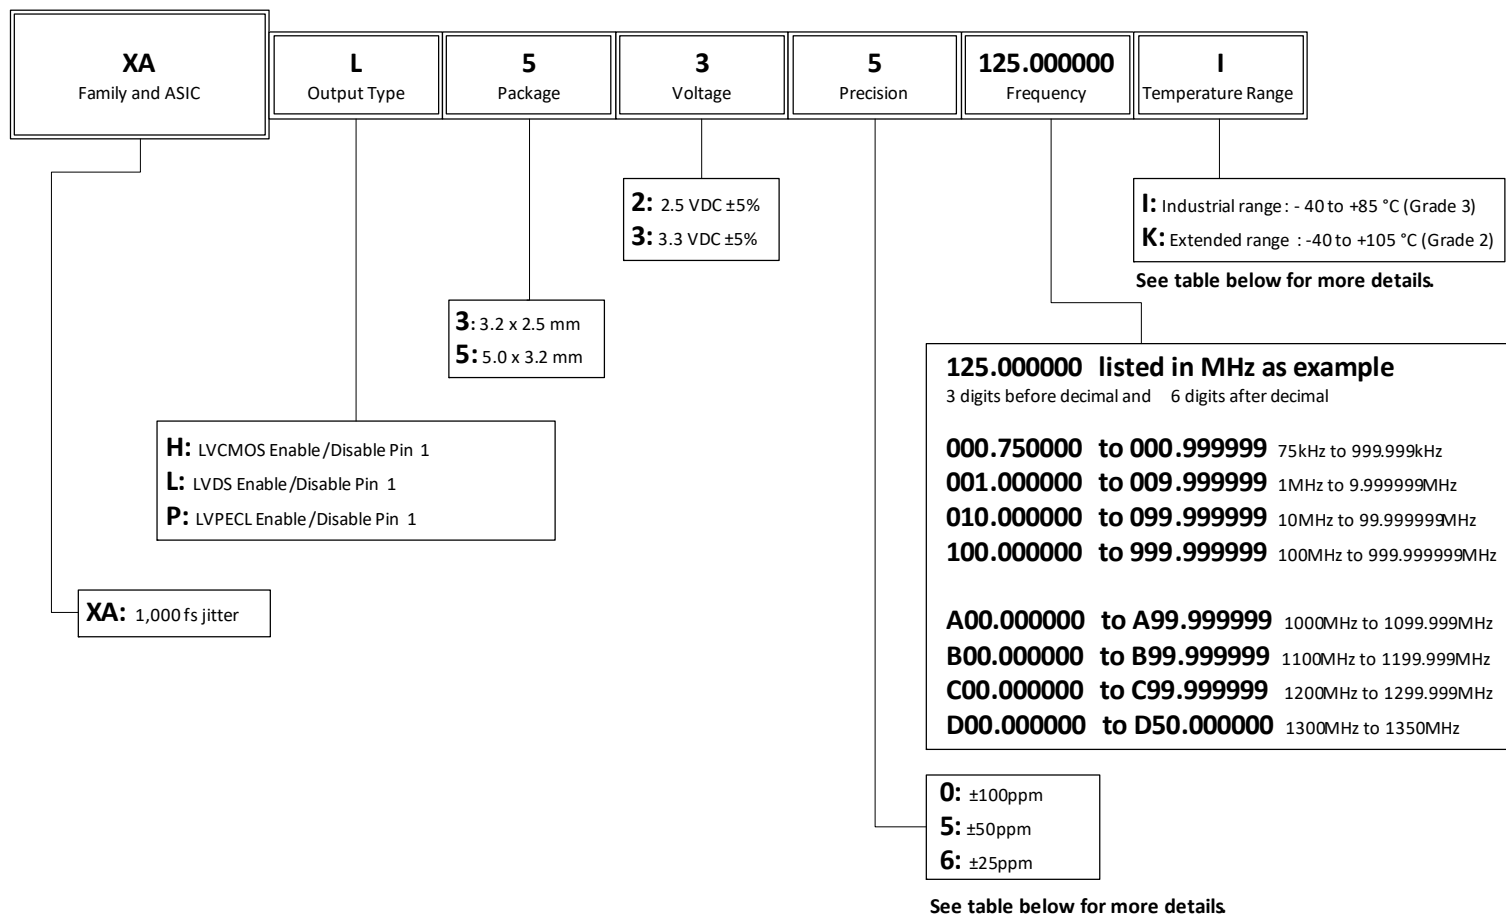 XA
Family and ASIC
L
Output Type
5
Package
3
Voltage
5
Precision
125.000000
Frequency
I
Temperature Range
2: 2.5 VDC ±5%
3: 3.3 VDC ±5%
I: Industrial range : - 40 to +85 °C (Grade 3)
K: Extended range : -40 to +105 °C (Grade 2)
See table below for more details.
3: 3.2 x 2.5 mm
5: 5.0 x 3.2 mm
125.000000 listed in MHz as example
3 digits before decimal and 6 digits after decimal
000.750000 to 000.999999 75kHz to 999.999kHz
001.000000 to 009.999999 1MHz to 9.999999MHz
010.000000 to 099.999999 10MHz to 99.999999MHz
100.000000 to 999.999999 100MHz to 999.999999MHz
A00.000000 to A99.999999 1000MHz to 1099.999MHz
B00.000000 to B99.999999 1100MHz to 1199.999MHz
C00.000000 to C99.999999 1200MHz to 1299.999MHz
D00.000000 to D50.000000 1300MHz to 1350MHz
H: LVCMOS Enable/Disable Pin 1
L: LVDS Enable/Disable Pin 1
P: LVPECL Enable/Disable Pin 1
XA: 1,000 fs jitter
0: ±100ppm
5: ±50ppm
6: ±25ppm
See table below for more details.